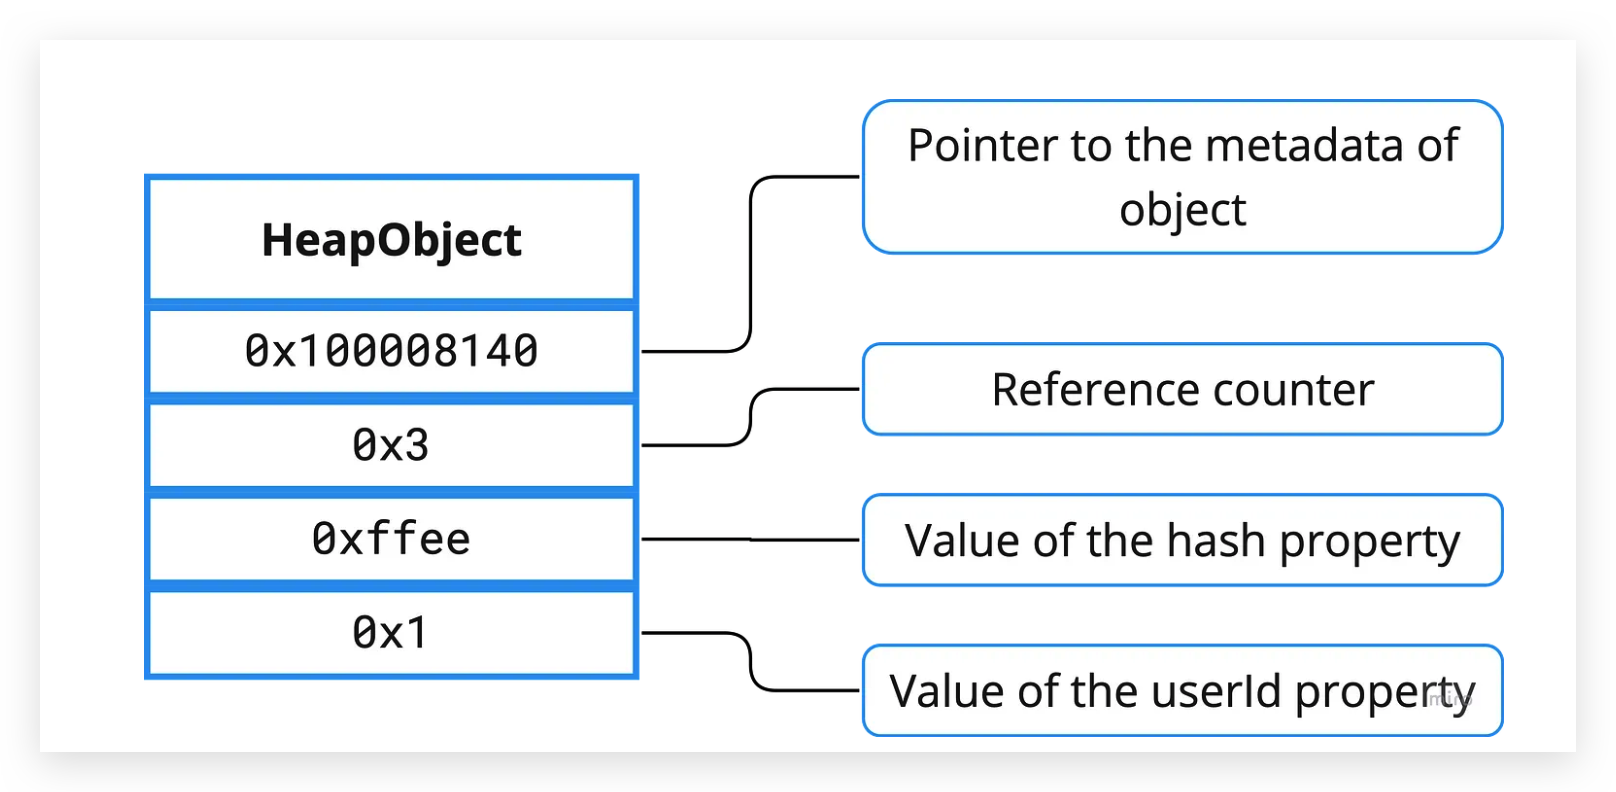 HeapObject
0x100008140
0x3
0xffee
0x1
Pointer to the metadata of
object
Reference counter
Value of the hash property
Value of the userId property
miro